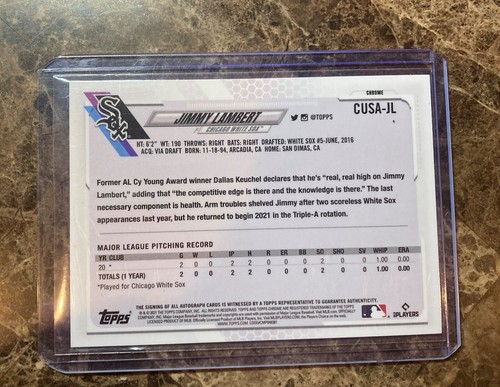 CHROME
CUSA-JL
Sox
JIMMY LAMBERT
P | CHICAGO WHITE SOX®
@TOPPS
HT: 6'2" WT: 190 THROWS: RIGHT BATS: RIGHT DRAFTED: WHITE SOX #5-JUNE, 2016
ACQ: VIA DRAFT BORN: 11-18-94, ARCADIA, CA HOME: SAN DIMAS, CA
Former AL Cy Young Award winner Dallas Keuchel declares that he's "real, real high on Jimmy
Lambert," adding that "the competitive edge is there and the knowledge is there." The last
necessary component is health. Arm troubles shelved Jimmy after two scoreless White Sox
appearances last year, but he returned to begin 2021 in the Triple-A rotation.
MAJOR LEAGUE PITCHING RECORD
YR CLUB G W L IP H R ER BB SO SHO SV WHIP ERA
20 * 2 0 0 2 2 0 0 0 2 0 0 1.00 0.00
TOTALS (1 YEAR) 2 0 0 2 2 0 0 0 2 0 0 1.00 0.00
*Played for Chicago White Sox
THE SIGNING OF ALL AUTOGRAPH CARDS IS WITNESSED BY A TOPPS REPRESENTATIVE TO GUARANTEE AUTHENTICITY.
topps
PLAYERS